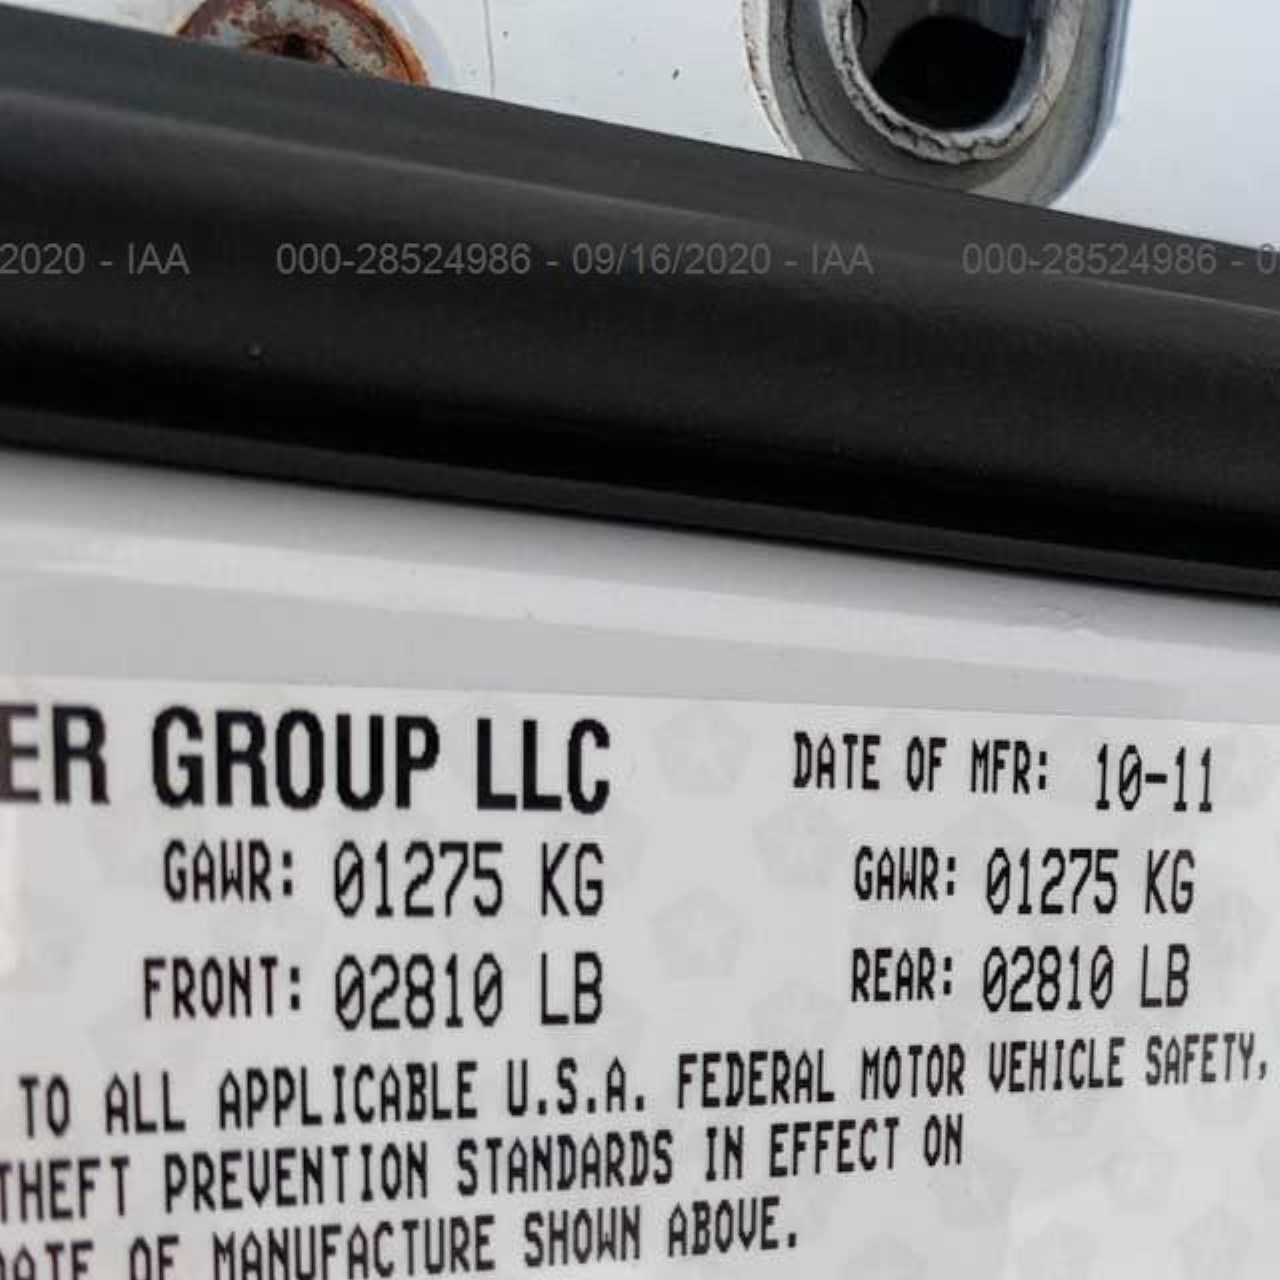 2020 - IAA 000-28524986 - 09/16/2020 - IAA 000-28524986 - 0
ER GROUP LLC DATE OF MFR: 10-11
GAWR: 01275 KG GAWR: 01275 KG
FRONT: 02810 LB REAR: 02810 LB
TO ALL APPLICABLE U.S.A. FEDERAL MOTOR VEHICLE SAFETY,
THEFT PREVENTION STANDARDS IN EFFECT ON
DATE OF MANUFACTURE SHOWN ABOVE.